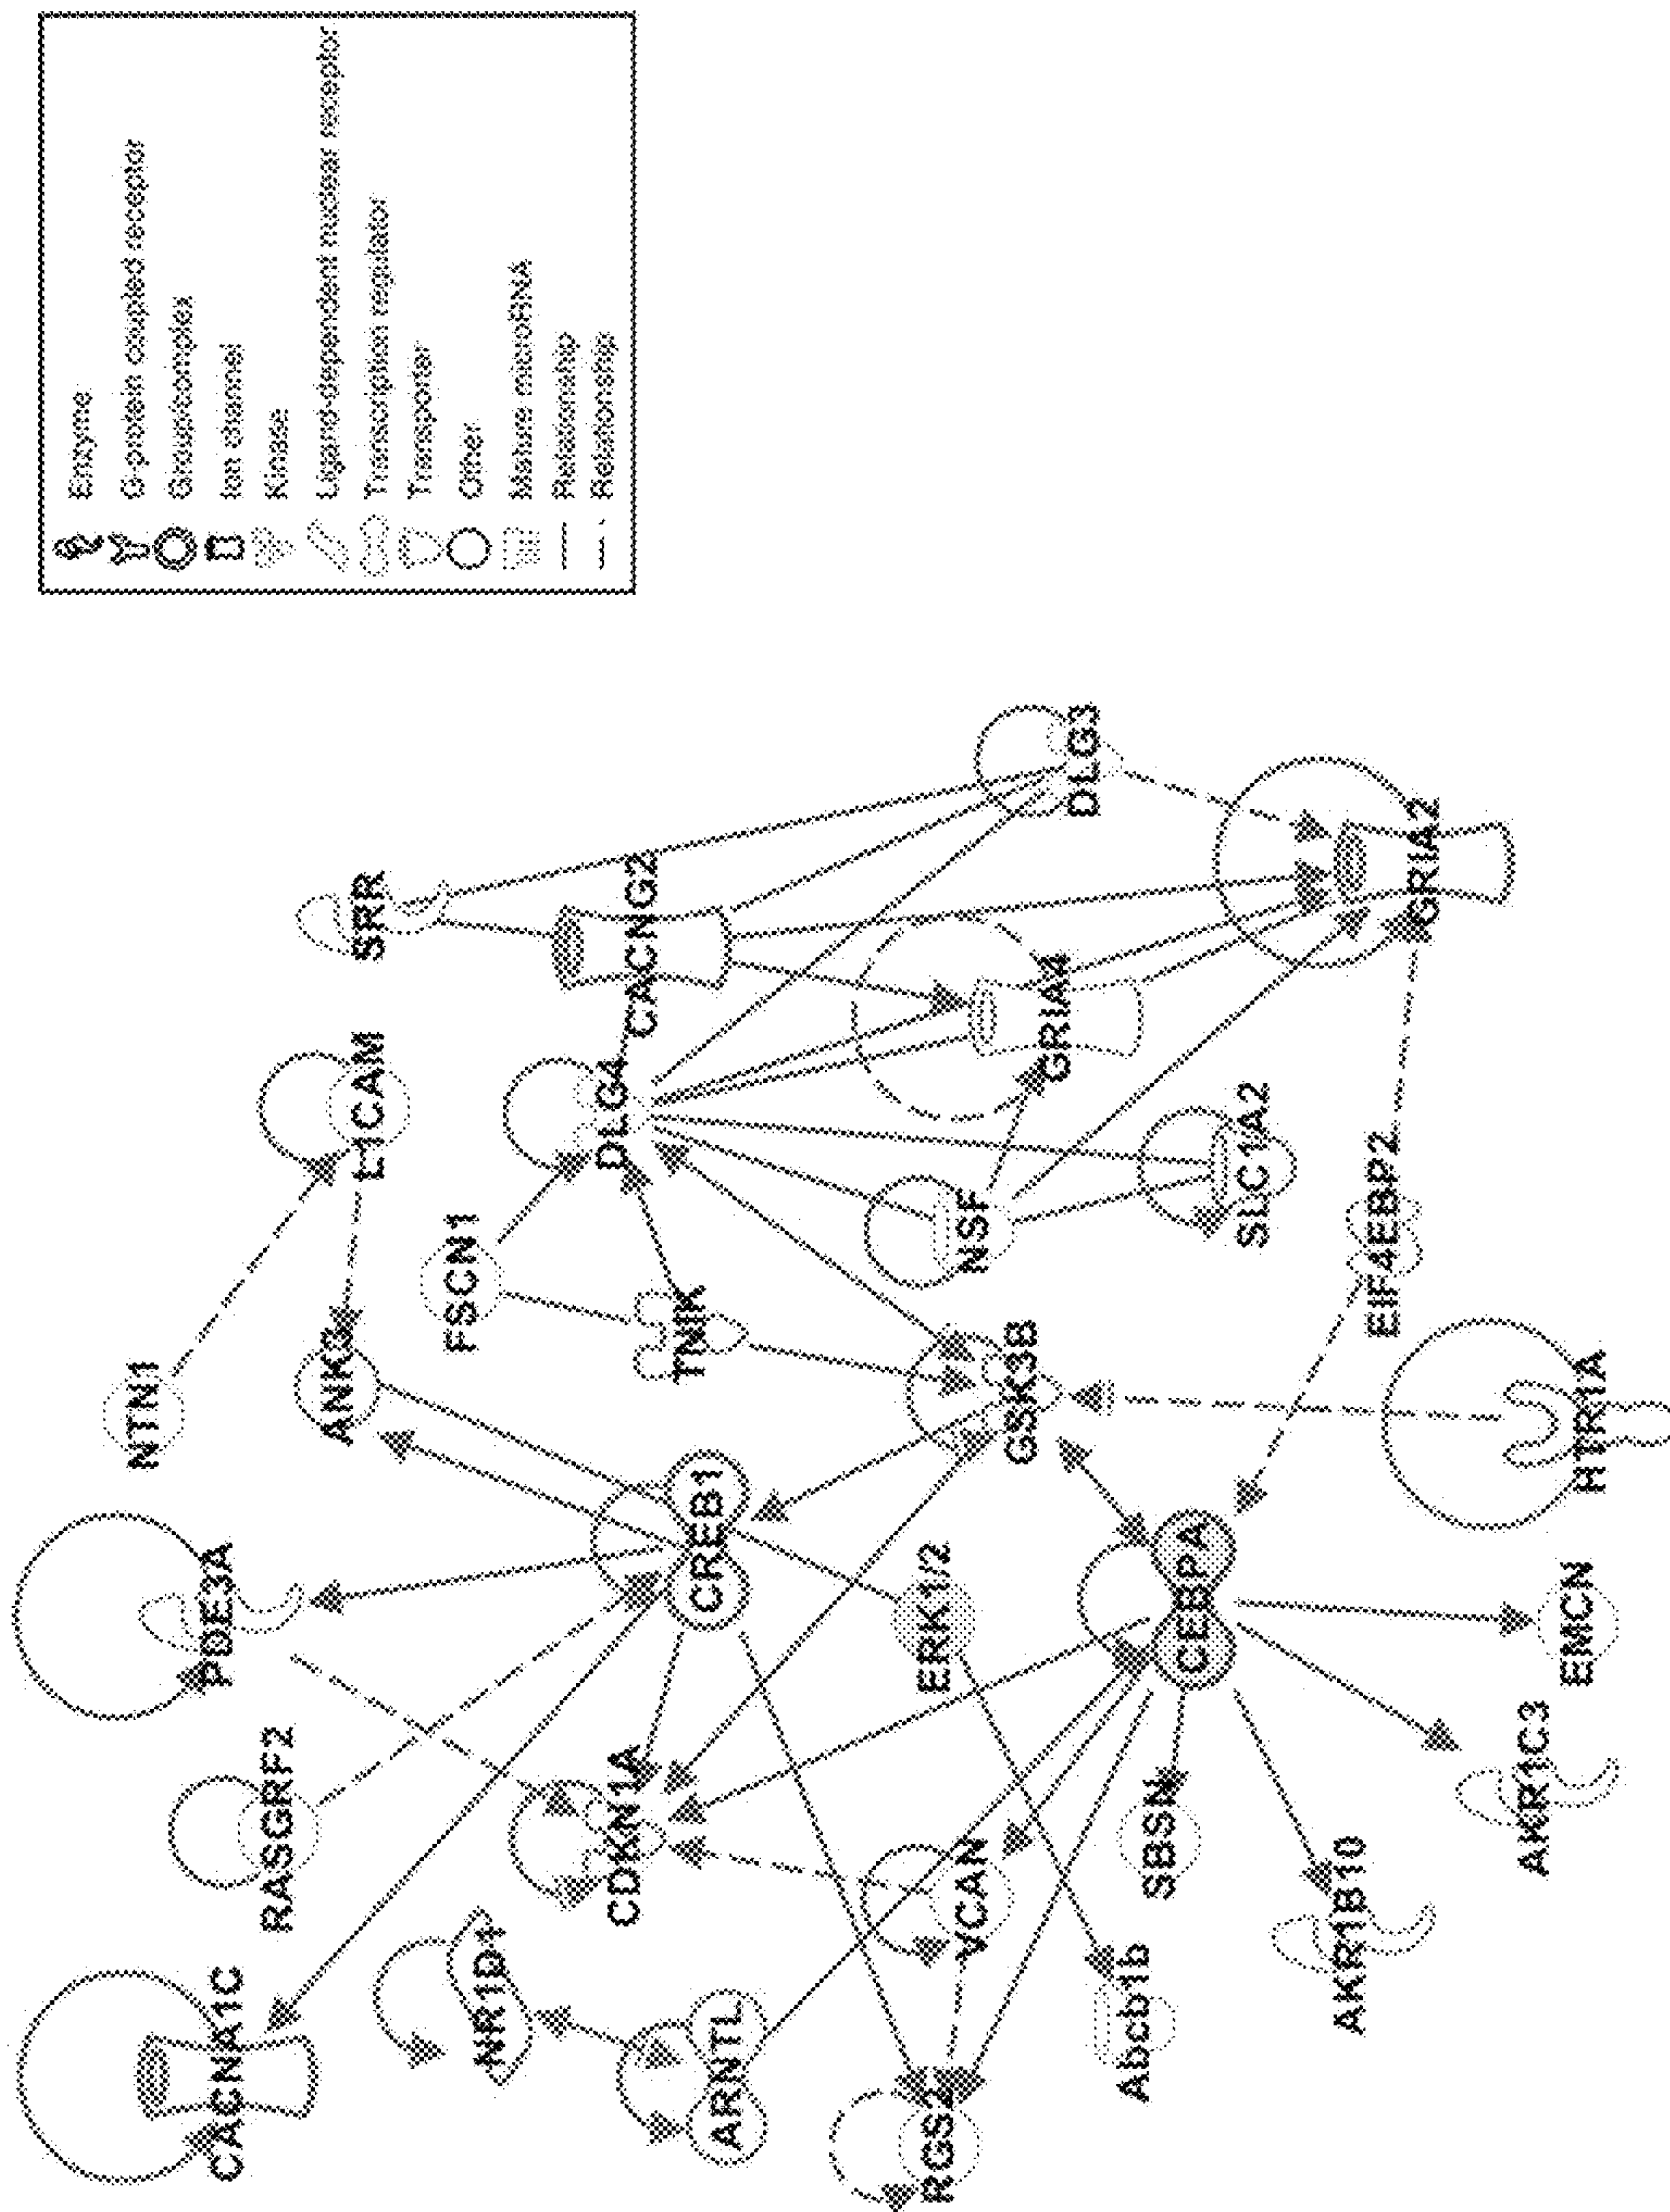 Enzyme
G-protein coupled receptor
Group/complex
Ion channel
Kinase
Ligand-dependent nuclear receptor
Transcription regulator
Transporter
Other
Mature microRNA
Relationship
Relationship
CACNA1C
RASGRF2
PDE3A
NTN1
ANK3
L1CAM
SRR
NR1D1
FSCN1
CDKN1A
DLG4
CACNG2
TNIK
CREB1
ARNTL
RGS2
VCAN
ERK1/2
NSF
GSK3B
GRIA4
DLG3
Abcb1b
SBSN
CEBPA
SLC1A2
AKR1B10
EIF4EBP2
GRIA2
AKR1C3
EMCN
HTR1A